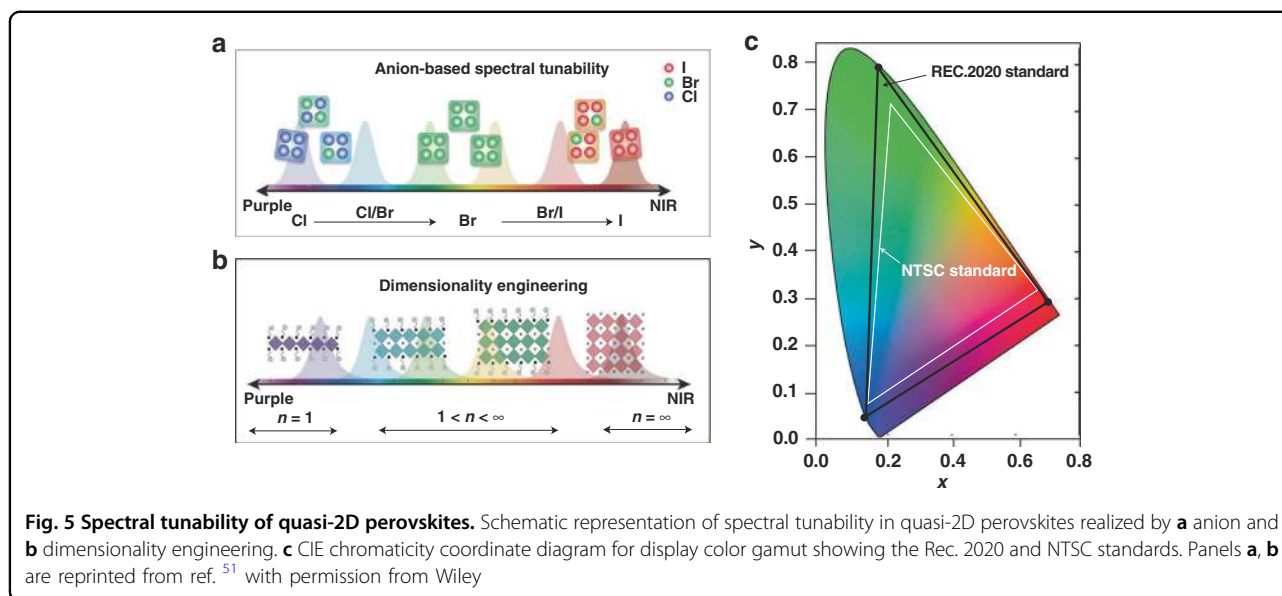 a
Anion-based spectral tunability
I
Br
Cl
Purple
NIR
Cl
Cl/Br
Br
Br/I
I
b
Dimensionality engineering
Purple
NIR
n = 1
1 < n < ∞
n = ∞
c
0.8
0.7
0.6
0.5
0.4
0.3
0.2
0.1
0.0
y
REC.2020 standard
NTSC standard
0.0
0.2
0.4
0.6
0.8
x
Fig. 5 Spectral tunability of quasi-2D perovskites. Schematic representation of spectral tunability in quasi-2D perovskites realized by a anion and
b dimensionality engineering. c CIE chromaticity coordinate diagram for display color gamut showing the Rec. 2020 and NTSC standards. Panels a, b
are reprinted from ref. 51 with permission from Wiley